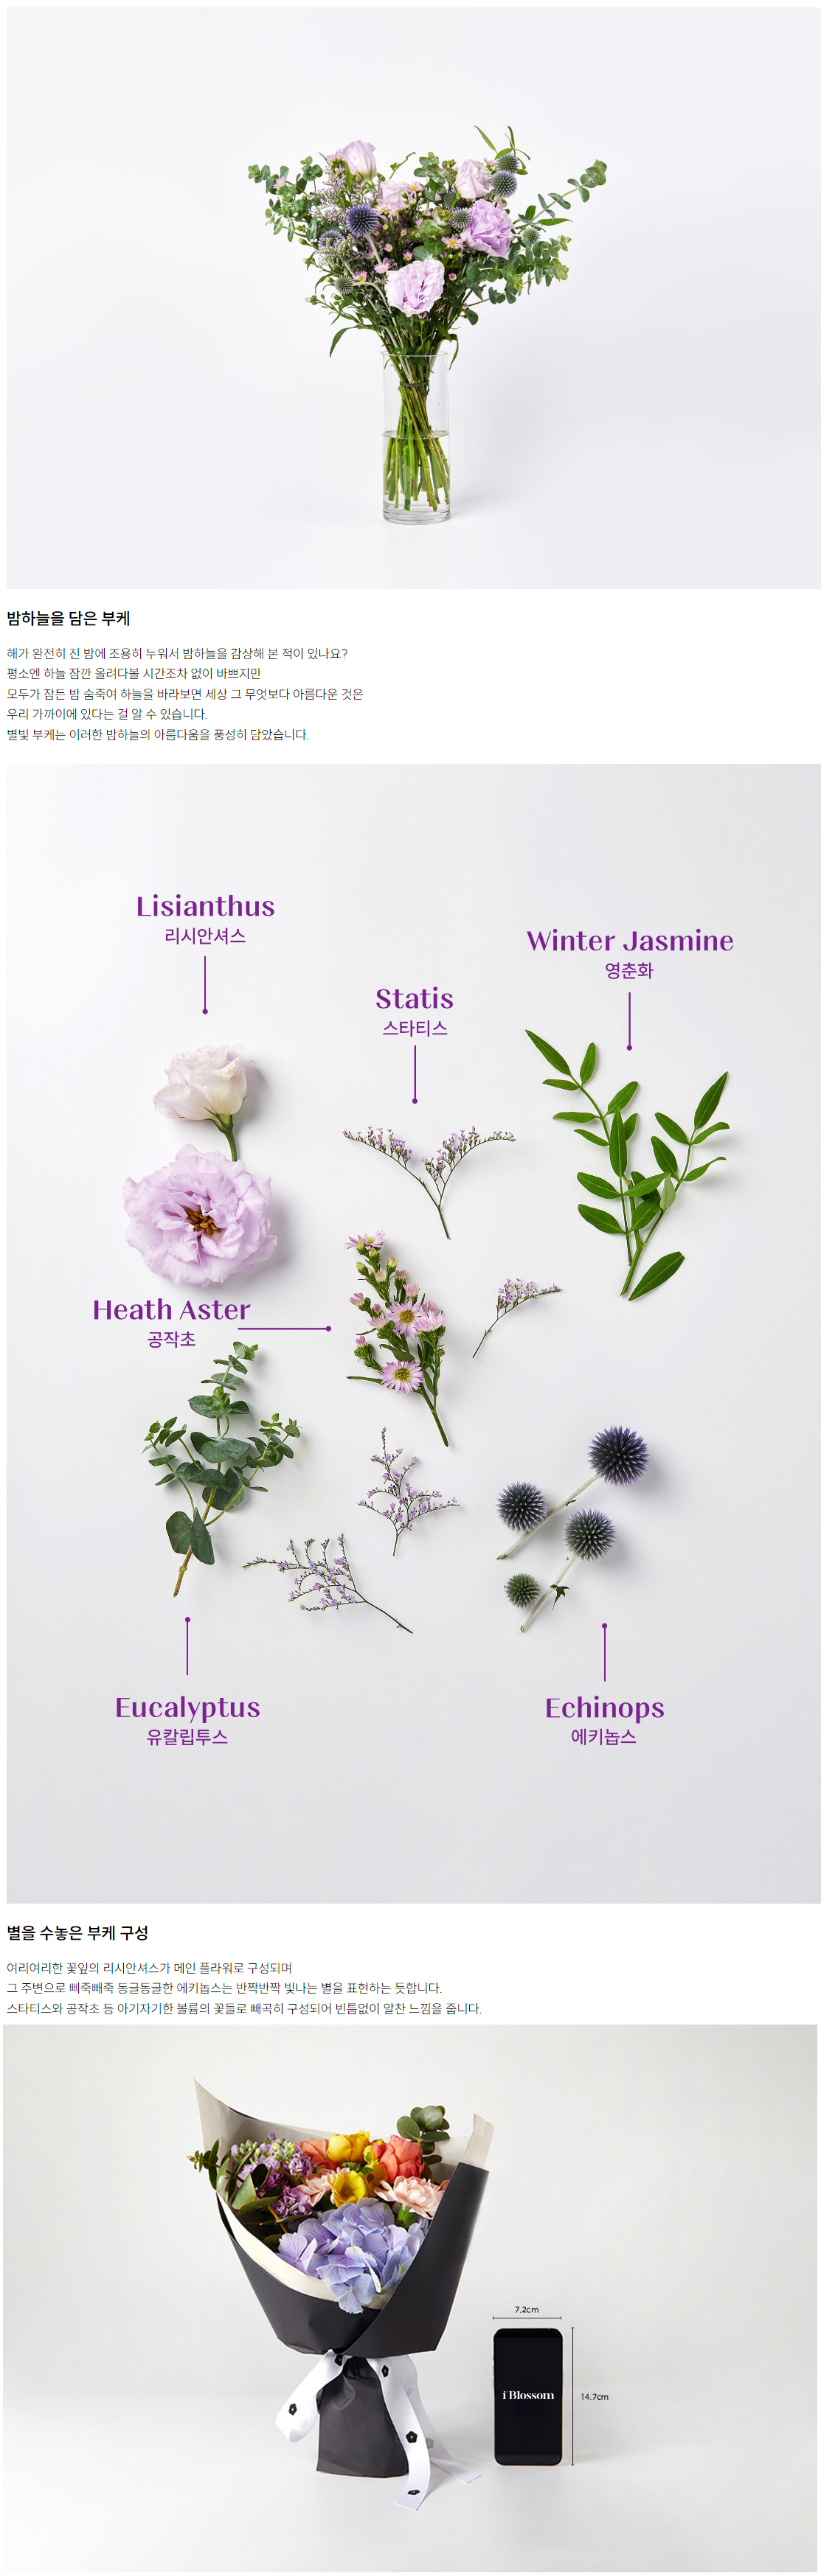 밤하늘을 담은 부케
해가 완전히 진 밤에 조용히 누워서 밤하늘을 감상해 본 적이 있나요?
평소엔 하늘 잠깐 올려다볼 시간조차 없이 바쁘지만
모두가 잠든 밤 숨죽여 하늘을 바라보면 세상 그 무엇보다 아름다운 것은
우리 가까이에 있다는 걸 알 수 있습니다.
별빛 부케는 이러한 밤하늘의 아름다움을 풍성히 담았습니다.
Lisianthus
리시안셔스
Winter Jasmine
영춘화
Statis
스타티스
Heath Aster
공작초
Eucalyptus
유칼립투스
Echinops
에키놉스
별을 수놓은 부케 구성
여리여리한 꽃잎의 리시안셔스가 메인 플라워로 구성되며
그 주변으로 삐죽빼죽 동글동글한 에키놉스는 반짝반짝 빛나는 별을 표현하는 듯합니다.
스타티스와 공작초 등 아기자기한 볼륨의 꽃들로 빼곡히 구성되어 빈틈없이 알찬 느낌을 줍니다.
7.2cm
i Blossom
14.7cm